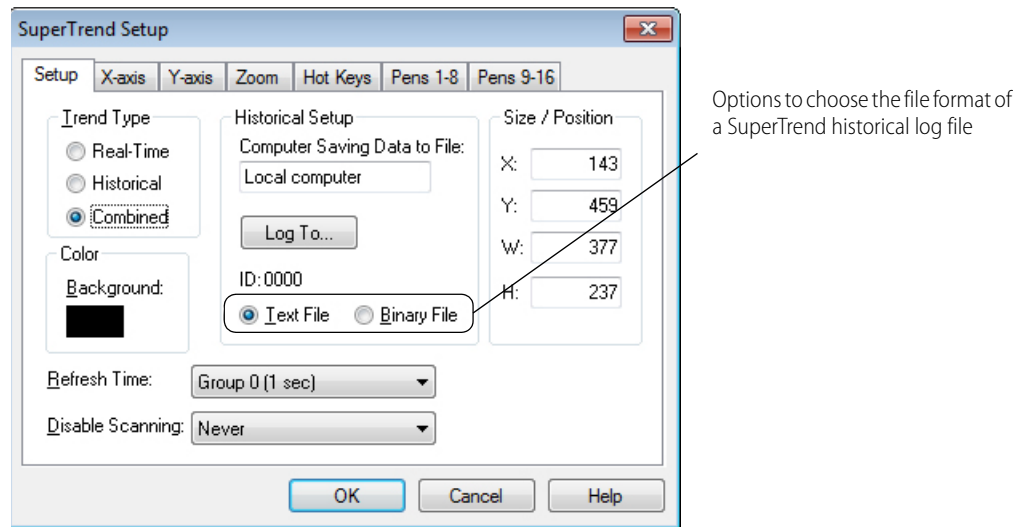 SuperTrend Setup
Setup X-axis Y-axis Zoom Hot Keys Pens 1-8 Pens 9-16
Trend Type
Real-Time
Historical
Combined
Color
Background:
Historical Setup
Computer Saving Data to File:
Local computer
Log To...
ID:0000
Text File Binary File
Size / Position
X: 143
Y: 459
W: 377
H: 237
Refresh Time: Group 0 (1 sec)
Disable Scanning: Never
OK Cancel Help
Options to choose the file format of
a SuperTrend historical log file